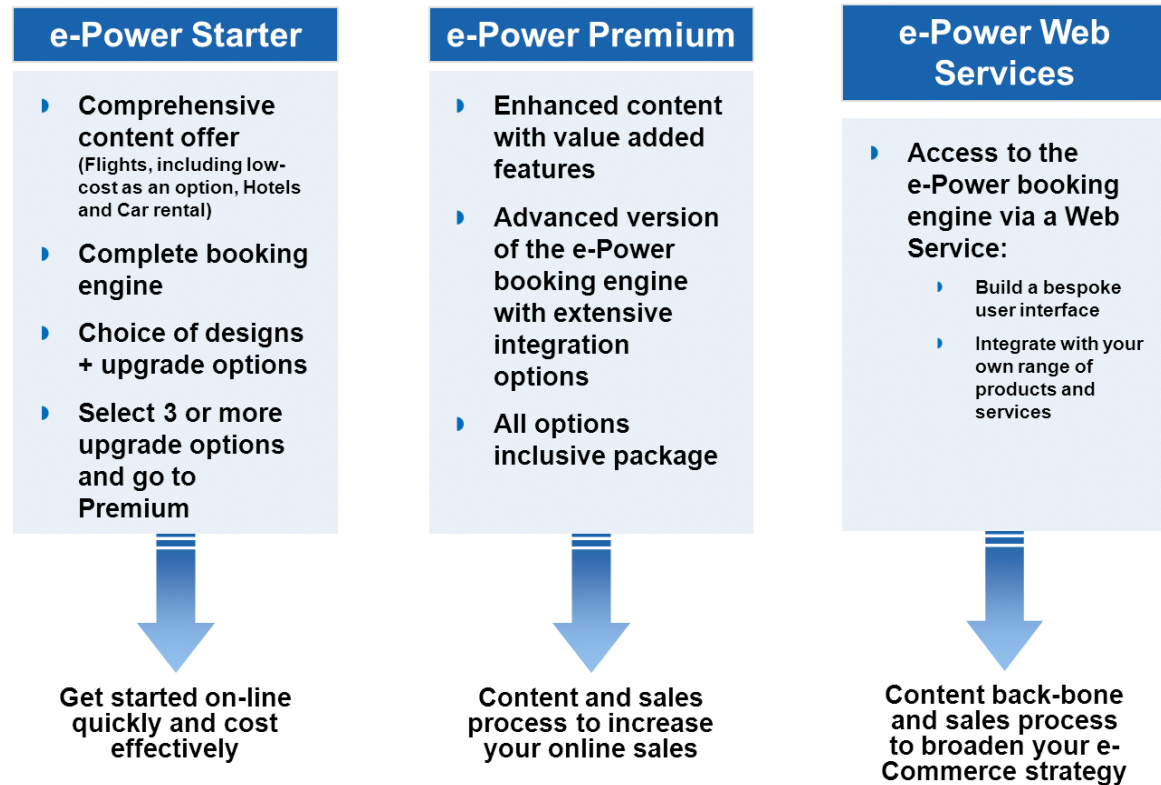 e-Power Starter
Comprehensive
content offer
(Flights, including low-
cost as an option, Hotels
and Car rental)
Complete booking
engine
Choice of designs
+ upgrade options
Select 3 or more
upgrade options
and go to
Premium
Get started on-line
quickly and cost
effectively
e-Power Premium
Enhanced content
with value added
features
Advanced version
of the e-Power
booking engine
with extensive
integration
options
All options
inclusive package
Content and sales
process to increase
your online sales
e-Power Web
Services
Access to the
e-Power booking
engine via a Web
Service:
Build a bespoke
user interface
Integrate with your
own range of
products and
services
Content back-bone
and sales process
to broaden your e-
Commerce strategy